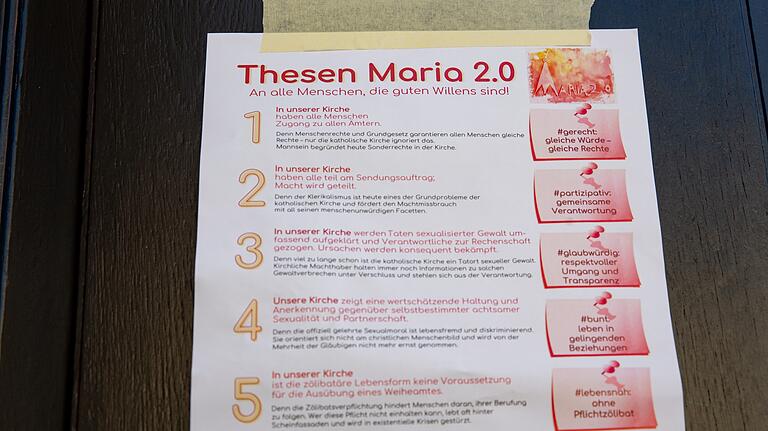 Thesen Maria 2.0
An alle Menschen, die guten Willens sind!
MARIA 2.0
1
In unserer Kirche
haben alle Menschen
Zugang zu allen Ämtern.
Denn Menschenrechte und Grundgesetz garantieren allen Menschen gleiche
Rechte – nur die katholische Kirche ignoriert das.
Mannsein begründet heute Sonderrechte in der Kirche.
#gerecht:
gleiche Würde –
gleiche Rechte
2
In unserer Kirche
haben alle teil am Sendungsauftrag;
Macht wird geteilt.
Denn der Klerikalismus ist heute eines der Grundprobleme der
katholischen Kirche und fördert den Machtmissbrauch
mit all seinen menschenunwürdigen Facetten.
#partizipativ:
gemeinsame
Verantwortung
3
In unserer Kirche werden Taten sexualisierter Gewalt um-
fassend aufgeklärt und Verantwortliche zur Rechenschaft
gezogen. Ursachen werden konsequent bekämpft.
Denn viel zu lange schon ist die katholische Kirche ein Tatort sexueller Gewalt.
Kirchliche Machthaber halten immer noch Informationen zu solchen
Gewaltverbrechen unter Verschluss und stehlen sich aus der Verantwortung.
#glaubwürdig:
respektvoller
Umgang und
Transparenz
4
Unsere Kirche zeigt eine wertschätzende Haltung und
Anerkennung gegenüber selbstbestimmter achtsamer
Sexualität und Partnerschaft.
Denn die offiziell gelehrte Sexualmoral ist lebensfremd und diskriminierend.
Sie orientiert sich nicht am christlichen Menschenbild und wird von der
Mehrheit der Gläubigen nicht mehr ernst genommen.
#bunt:
leben in
gelingenden
Beziehungen
5
In unserer Kirche
ist die zölibatäre Lebensform keine Voraussetzung
für die Ausübung eines Weiheamtes.
Denn die Zölibatsverpflichtung hindert Menschen daran, ihrer Berufung
zu folgen. Wer diese Pflicht nicht einhalten kann, lebt oft hinter
Scheinfassaden und wird in existentielle Krisen gestürzt.
#lebensnah:
ohne
Pflichtzölibat